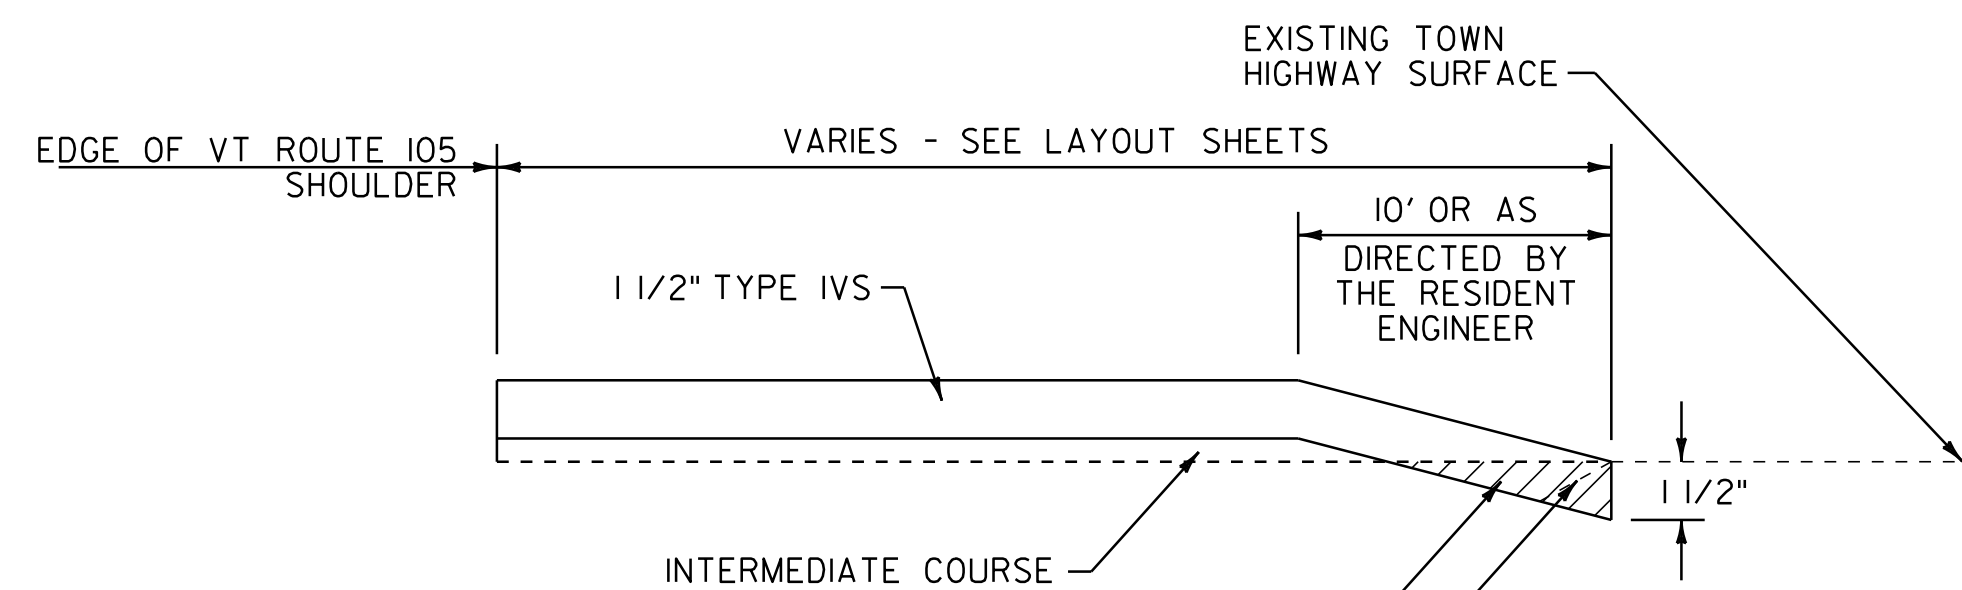 EXISTING TOWN
HIGHWAY SURFACE
EDGE OF VT ROUTE 105
SHOULDER
VARIES - SEE LAYOUT SHEETS
10' OR AS
DIRECTED BY
THE RESIDENT
ENGINEER
1 1/2" TYPE IVS
1 1/2"
INTERMEDIATE COURSE